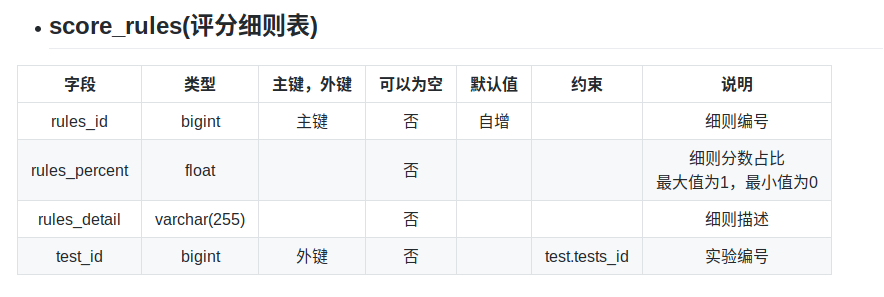 score_rules(评分细则表)
字段 类型 主键，外键 可以为空 默认值 约束 说明
rules_id bigint 主键 否 自增 细则编号
rules_percent float 否 细则分数占比
最大值为1，最小值为0
rules_detail varchar(255) 否 细则描述
test_id bigint 外键 否 test.tests_id 实验编号